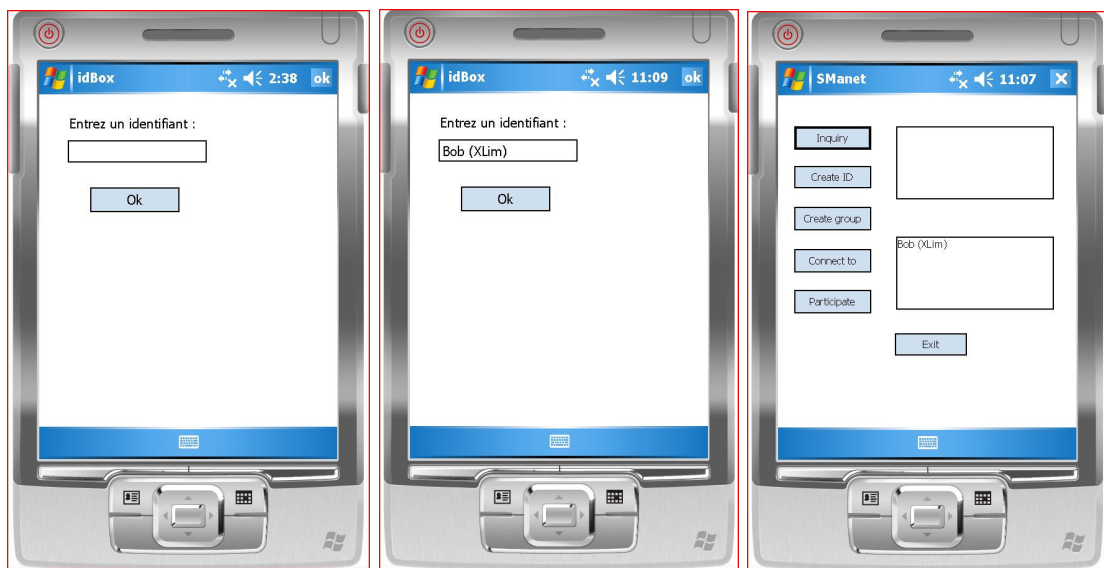 idBox 2:38 ok
Entrez un identifiant :
Ok
idBox 11:09 ok
Entrez un identifiant :
Bob (XLim)
Ok
SManet 11:07
Inquiry
Create ID
Create group
Connect to
Participate
Bob (XLim)
Exit